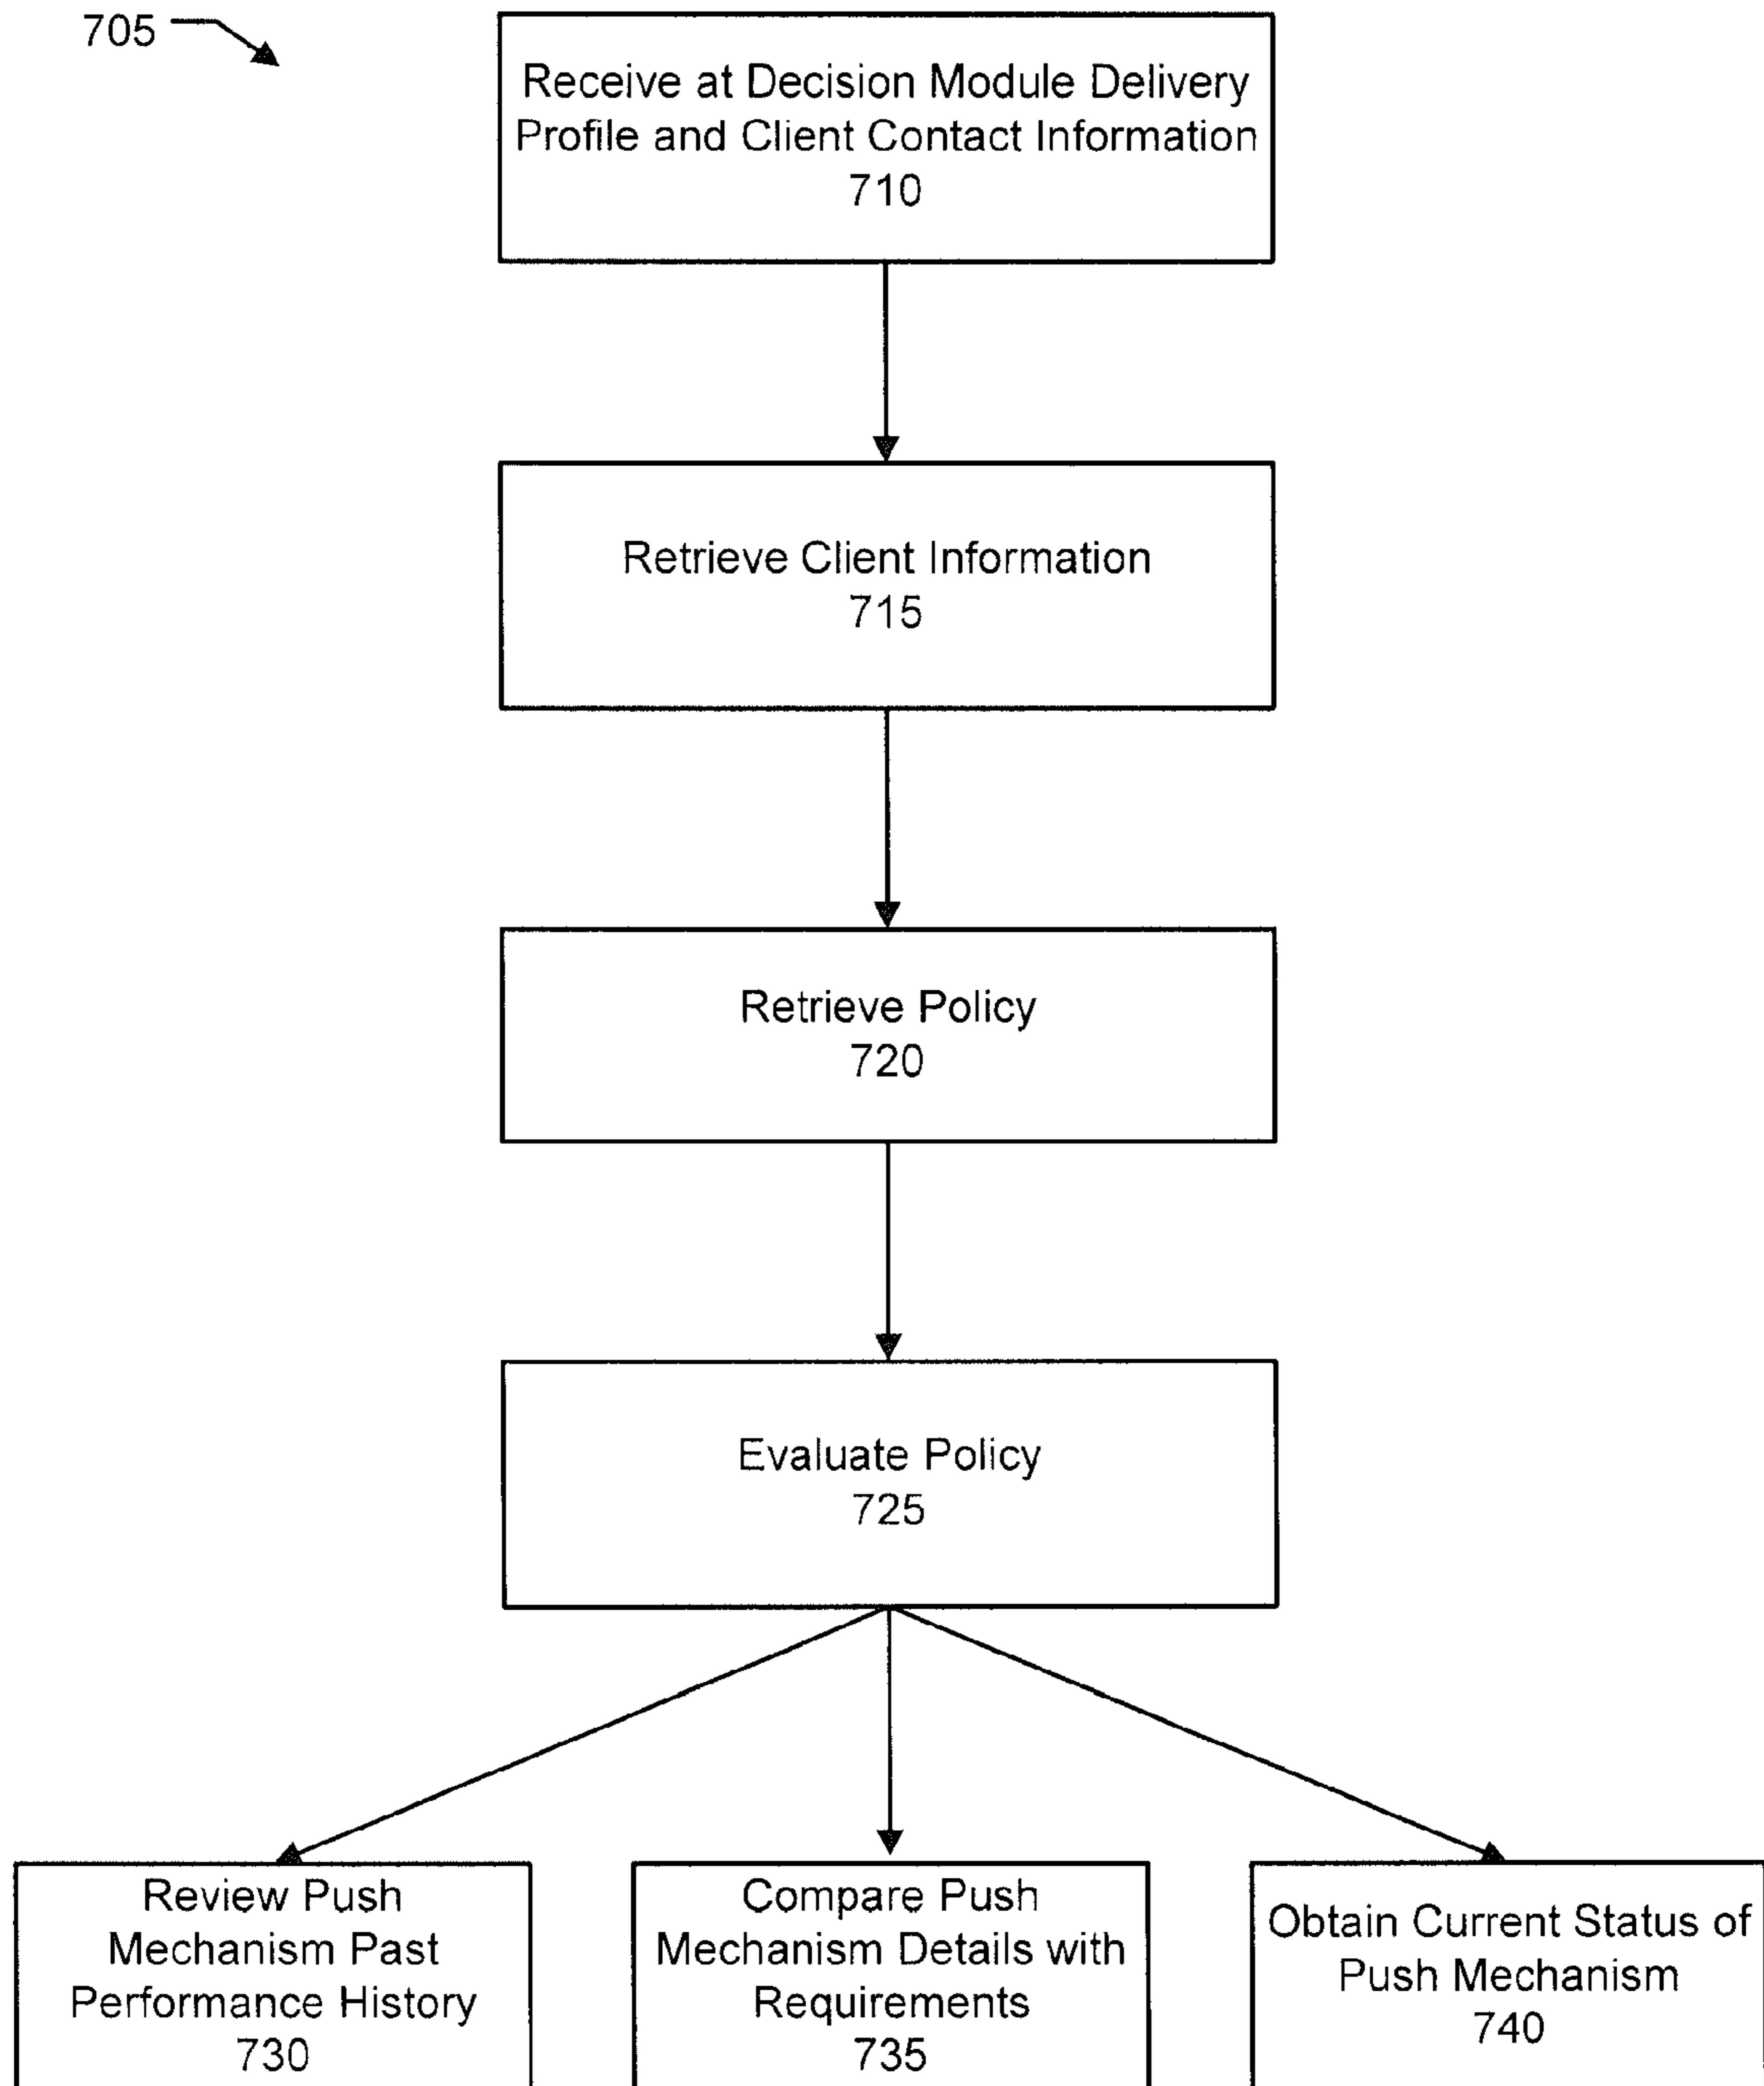 705
Receive at Decision Module Delivery
Profile and Client Contact Information
710
Retrieve Client Information
715
Retrieve Policy
720
Evaluate Policy
725
Review Push
Mechanism Past
Performance History
730
Compare Push
Mechanism Details with
Requirements
735
Obtain Current Status of
Push Mechanism
740